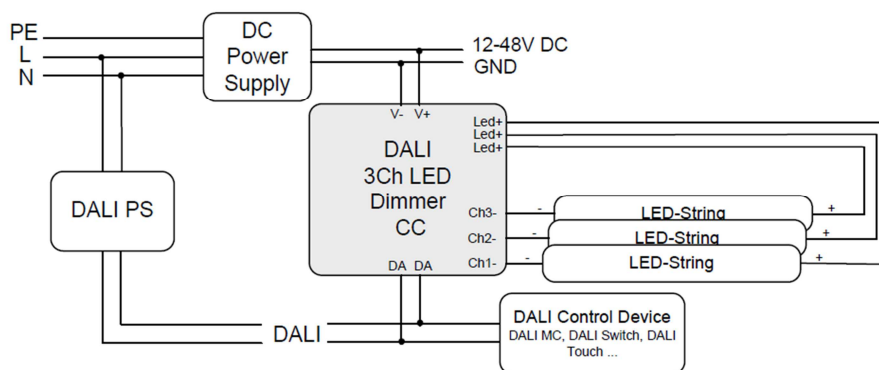 PE
L
N
DC
Power
Supply
12-48V DC
GND
V- V+
Led+
Led+
Led+
DALI
3Ch LED
Dimmer
CC
DALI PS
Ch3- - LED-String +
Ch2- - LED-String +
Ch1- - LED-String +
DA DA
DALI
DALI Control Device
DALI MC, DALI Switch, DALI
Touch ...